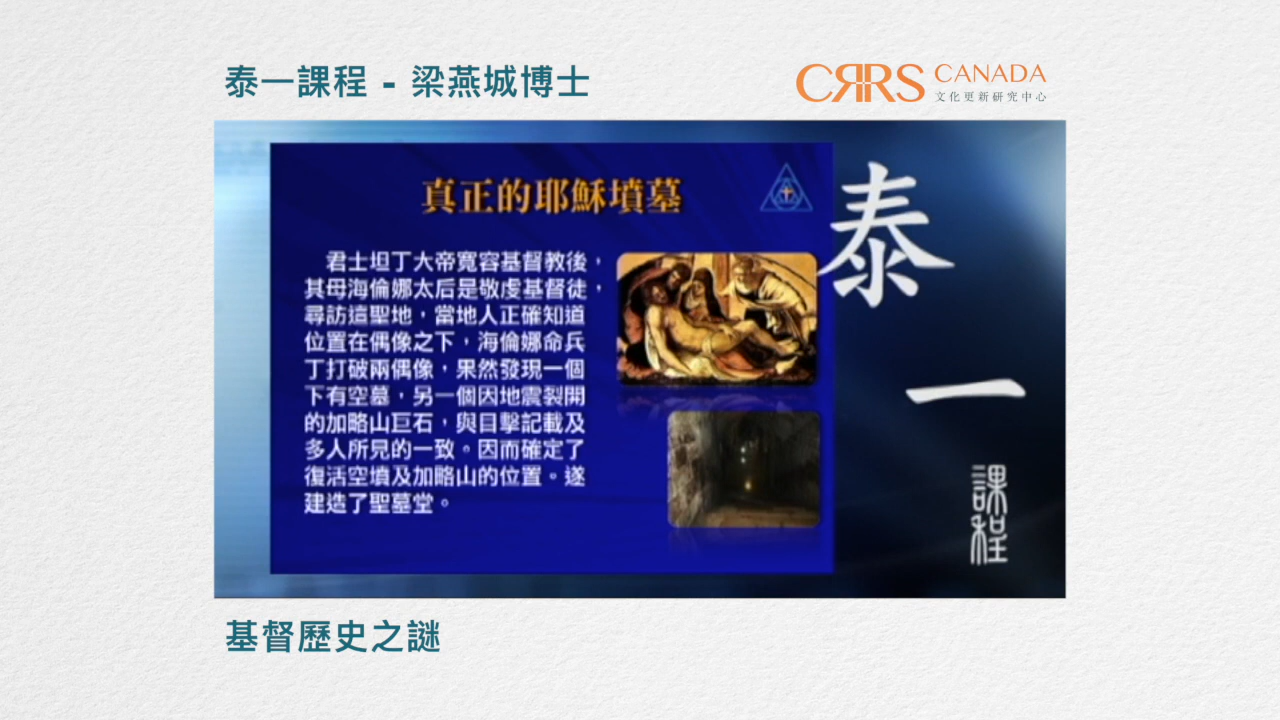 泰一課程 - 梁燕城博士
CRRS CANADA
文化更新研究中心
真正的耶穌墳墓
君士坦丁大帝寬容基督教後，
其母海倫娜太后是敬虔基督徒，
尋訪這聖地，當地人正確知道
位置在偶像之下，海倫娜命兵
丁打破兩偶像，果然發現一個
下有空墓，另一個因地震裂開
的加略山巨石，與目擊記載及
多人所見的一致。因而確定了
復活空墳及加略山的位置。遂
建造了聖墓堂。
泰
一
課程
基督歷史之謎